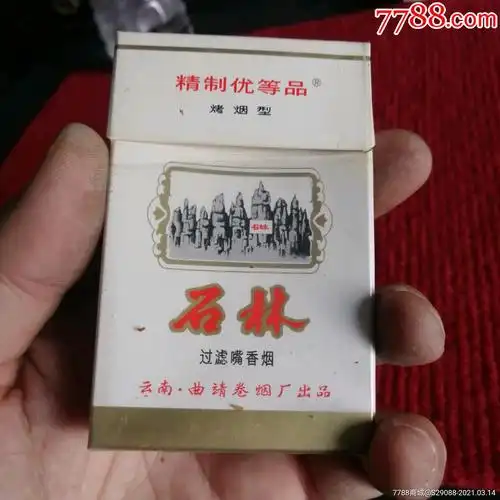 7788.com
精制优等品®
烤烟型
石林
石林
过滤嘴香烟
云南·曲靖卷烟厂出品
7788商城@S29088-2021.03.14